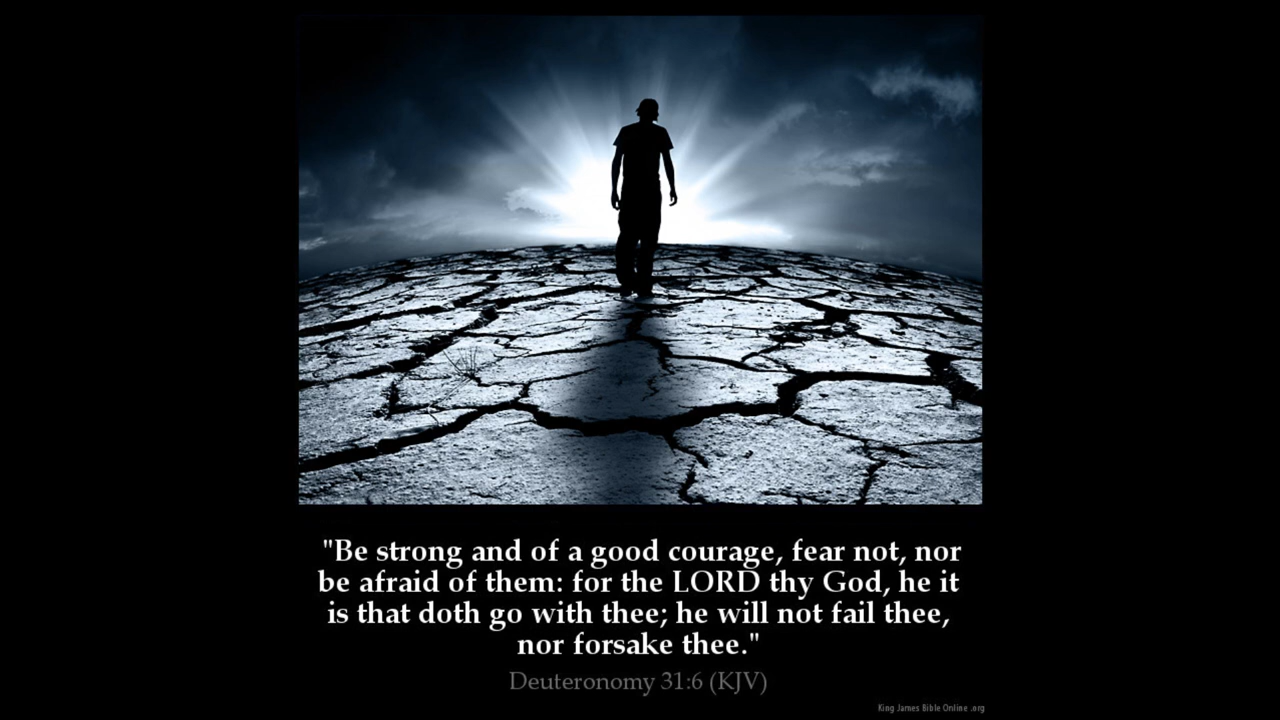 "Be strong and of a good courage, fear not, nor
be afraid of them: for the LORD thy God, he it
is that doth go with thee; he will not fail thee,
nor forsake thee."
Deuteronomy 31:6 (KJV)
King James Bible Online .org